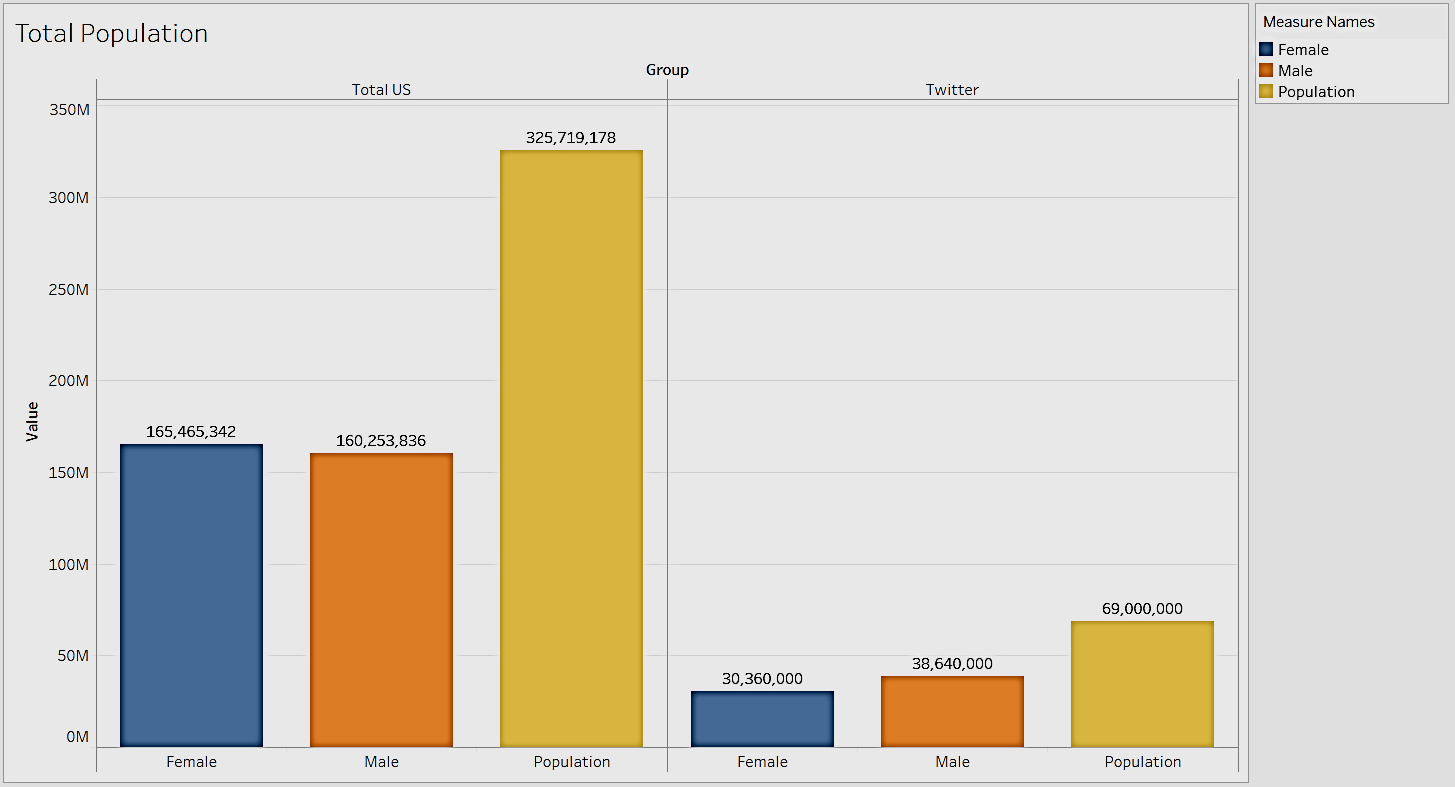 Total Population
Group
Total US
Twitter
350M
300M
250M
200M
150M
100M
50M
0M
Value
325,719,178
165,465,342
160,253,836
69,000,000
38,640,000
30,360,000
Female
Male
Population
Female
Male
Population
Measure Names
Female
Male
Population